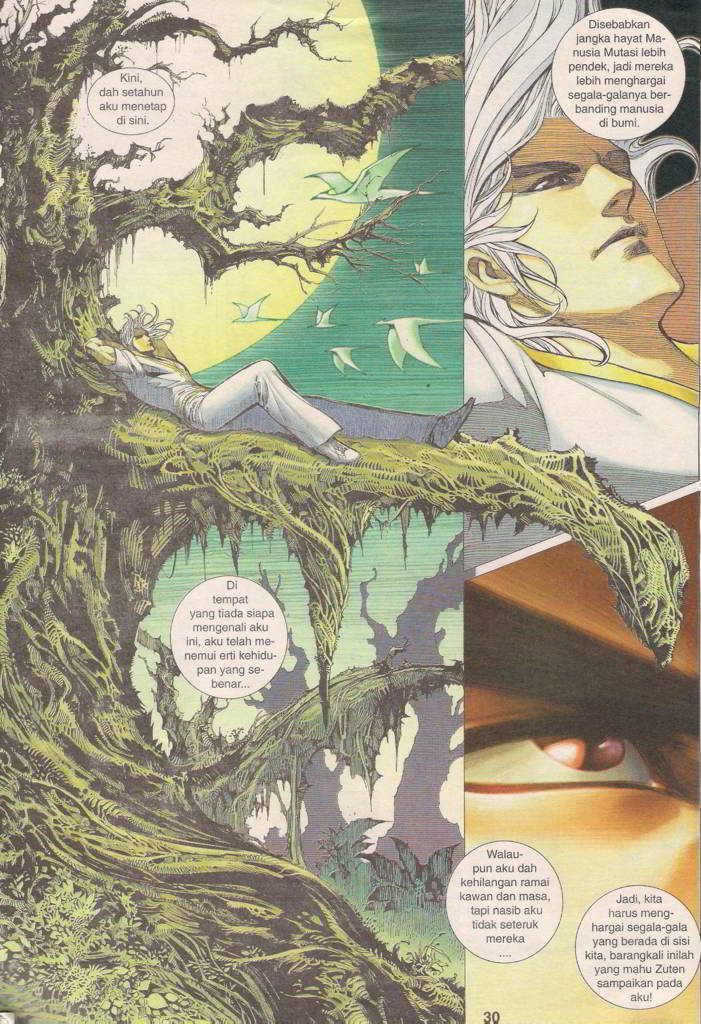 Kini,
dah setahun
aku menetap
di sini.
Di
tempat
yang tiada siapa
mengenali aku
ini, aku telah me-
nemui erti kehidu-
pan yang se-
benar...
Disebabkan
jangka hayat Ma-
nusia Mutasi lebih
pendek, jadi mereka
lebih menghargai
segala-galanya ber-
banding manusia
di bumi.
Walau-
pun aku dah
kehilangan ramai
kawan dan masa,
tapi nasib aku
tidak seteruk
mereka
....
Jadi, kita
harus meng-
hargai segala-gala
yang berada di sisi
kita, barangkali inilah
yang mahu Zuten
sampaikan pada
aku!
30